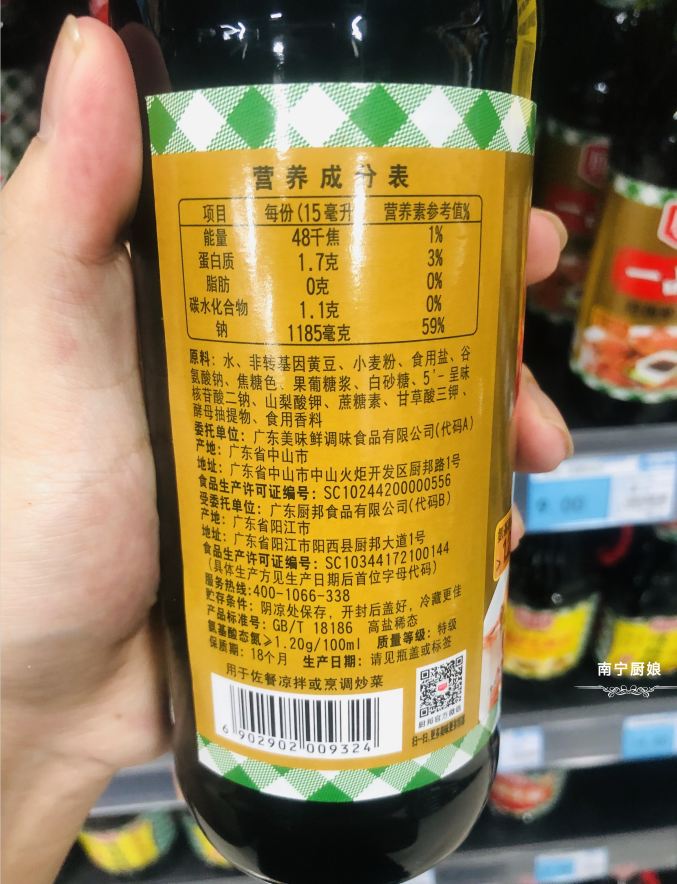 营养成分表
项目 每份(15毫升 营养素参考值%
能量 48千焦 1%
蛋白质 1.7克 3%
脂肪 0克 0%
碳水化合物 1.1克 0%
钠 1185毫克 59%
原料：水、非转基因黄豆、小麦粉、食用盐、谷
氨酸钠、焦糖色、果葡糖浆、白砂糖、5'-呈味
核苷酸二钠、山梨酸钾、蔗糖素、甘草酸三钾、
酵母抽提物、食用香料
委托单位：广东美味鲜调味食品有限公司(代码A)
产地：广东省中山市
地址：广东省中山市中山火炬开发区厨邦路1号
食品生产许可证编号：SC10244200000556
受委托单位：广东厨邦食品有限公司(代码B)
产地：广东省阳江市
地址：广东省阳江市阳西县厨邦大道1号
食品生产许可证编号：SC10344172100144
(具体生产方见生产日期后首位字母代码)
服务热线:400-1066-338
贮存条件：阴凉处保存，开封后盖好，冷藏更佳
产品标准号：GB/T 18186 高盐稀态
氨基酸态氮≥1.20g/100ml 质量等级：特级
保质期：18个月 生产日期：请见瓶盖或标签
用于佐餐凉拌或烹调炒菜
6 902902 009324
厨邦官方微信
9.00
南宁厨娘